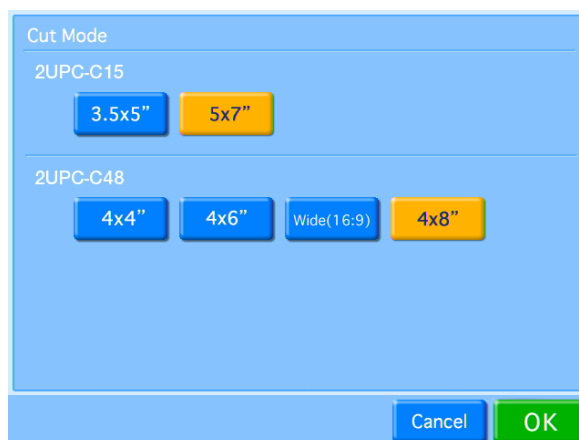 Cut Mode
2UPC-C15
3.5x5” 5x7”
2UPC-C48
4x4” 4x6” Wide(16:9) 4x8”
Cancel OK